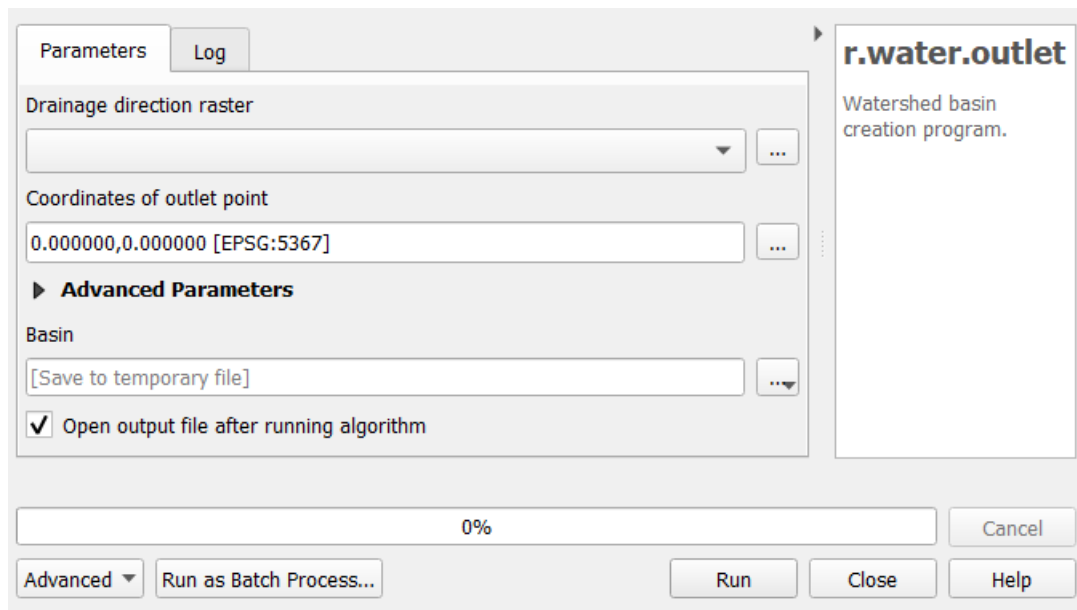 Parameters
Log
Drainage direction raster
...
Coordinates of outlet point
0.000000,0.000000 [EPSG:5367]
...
Advanced Parameters
Basin
[Save to temporary file]
...
Open output file after running algorithm
r.water.outlet
Watershed basin
creation program.
0%
Cancel
Advanced
Run as Batch Process...
Run
Close
Help